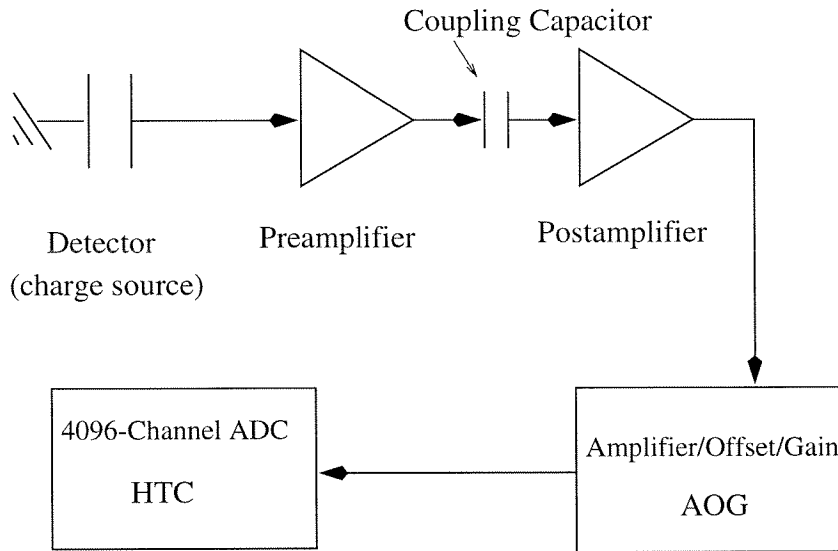 Coupling Capacitor
Detector
(charge source)
Preamplifier
Postamplifier
4096-Channel ADC
HTC
Amplifier/Offset/Gain
AOG